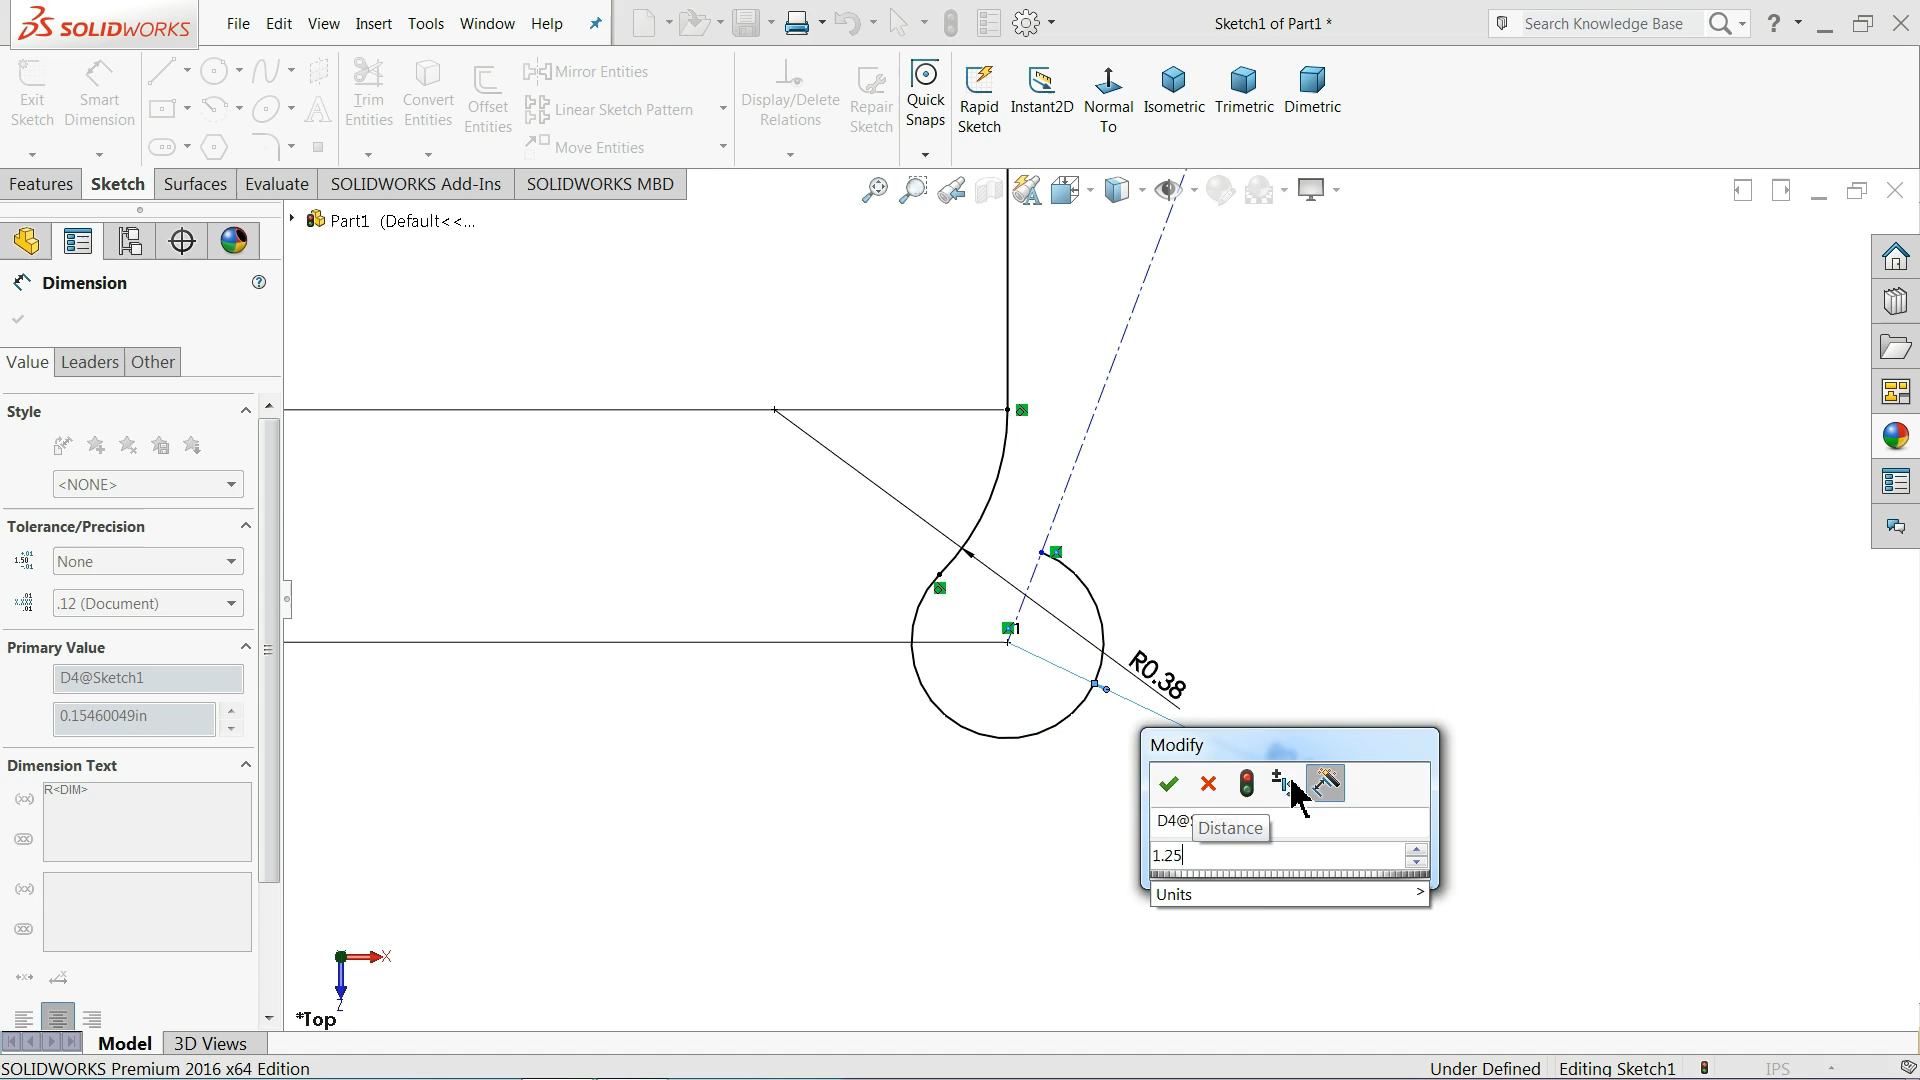 SOLIDWORKS
File Edit View Insert Tools Window Help
Sketch1 of Part1 *
Search Knowledge Base
?
Exit Sketch
Smart Dimension
Trim Entities
Convert Entities
Offset Entities
Mirror Entities
Linear Sketch Pattern
Move Entities
Display/Delete Relations
Repair Sketch
Quick Snaps
Rapid Sketch
Instant2D
Normal To
Isometric
Trimetric
Dimetric
Features Sketch Surfaces Evaluate SOLIDWORKS Add-Ins SOLIDWORKS MBD
Part1 (Default<<...
Dimension
Value Leaders Other
Style
<NONE>
Tolerance/Precision
None
.12 (Document)
Primary Value
D4@Sketch1
0.15460049in
Dimension Text
R<DIM>
R0.38
1
Modify
D4@S
Distance
1.25
Units >
X
Z
*Top
Model 3D Views
SOLIDWORKS Premium 2016 x64 Edition
Under Defined Editing Sketch1 IPS